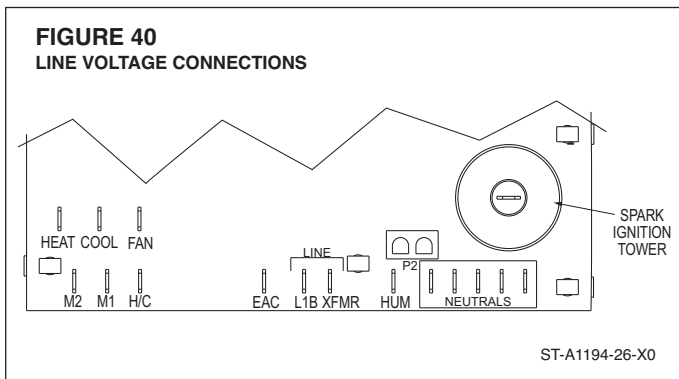 FIGURE 40
LINE VOLTAGE CONNECTIONS
HEAT COOL FAN
LINE
P2
SPARK
IGNITION
TOWER
M2 M1 H/C EAC L1B XFMR HUM NEUTRALS
ST-A1194-26-X0